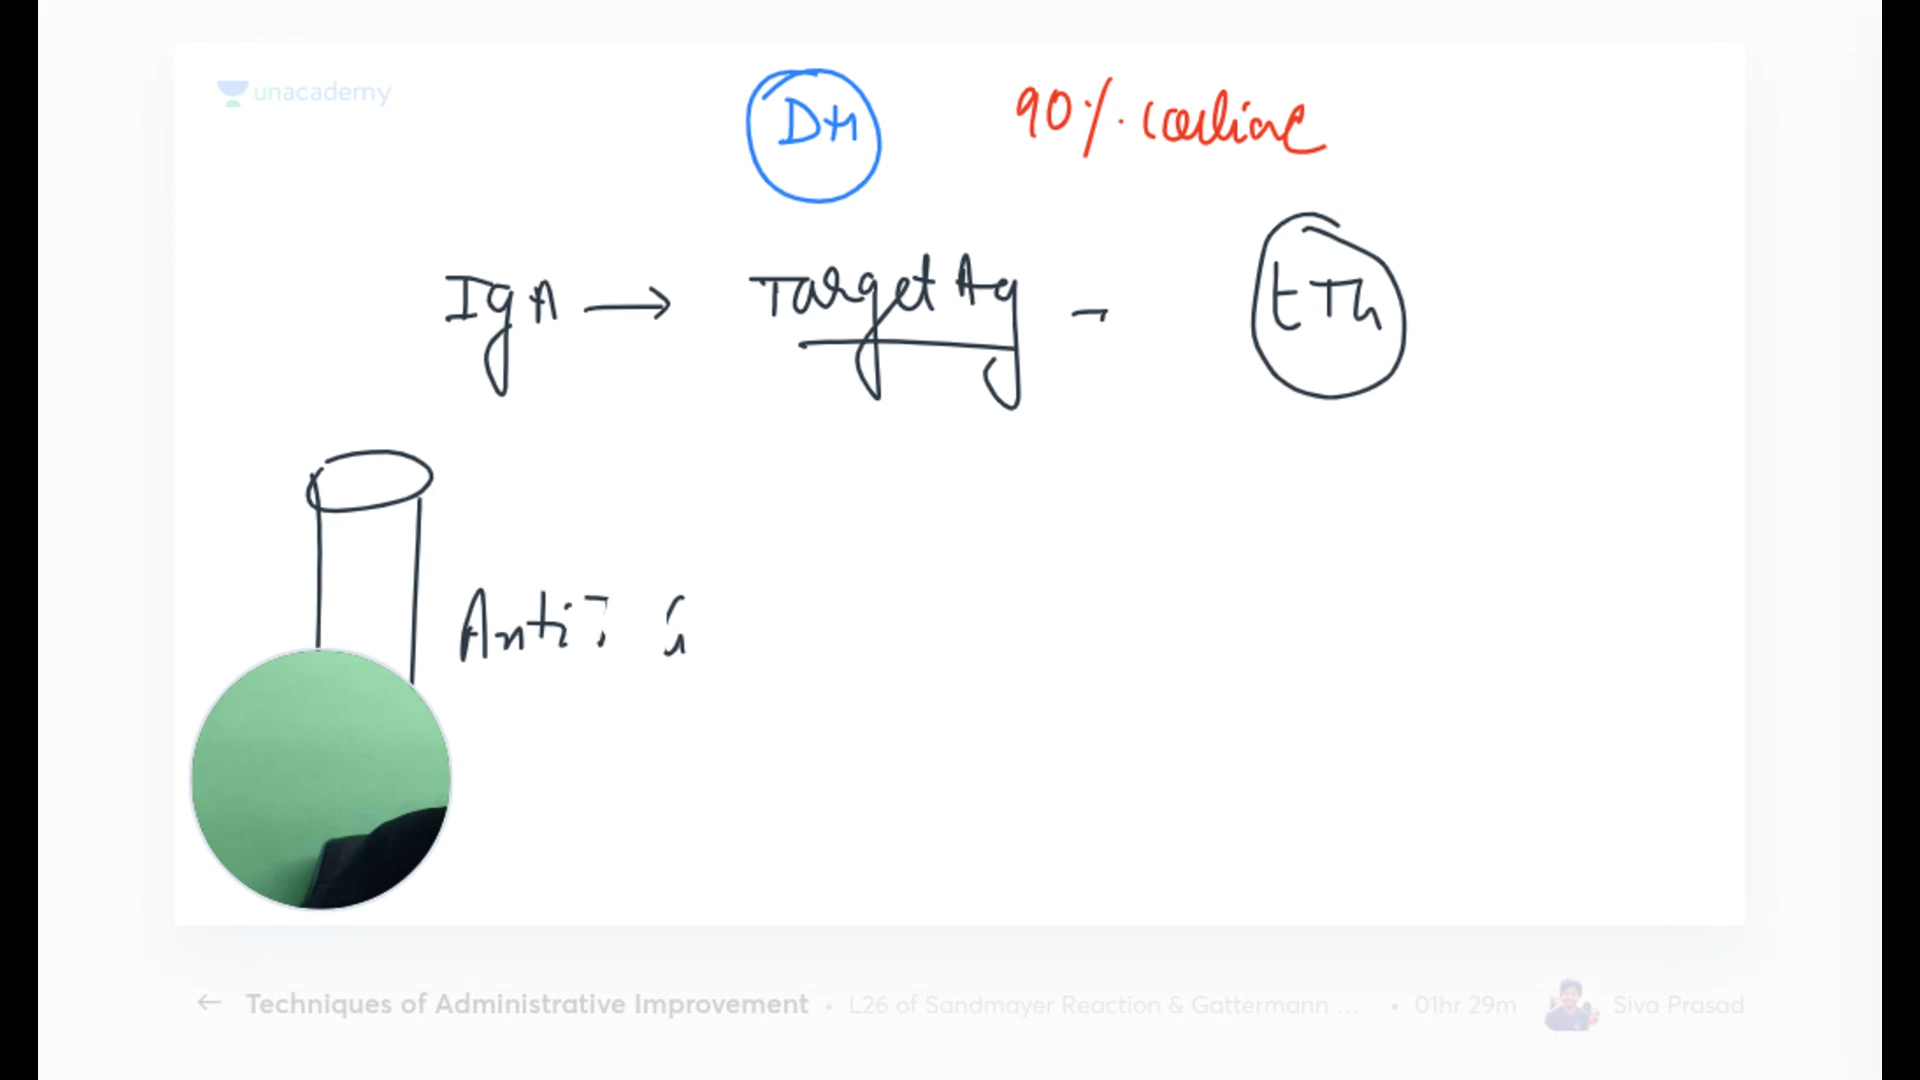 unacademy
DH 90%. coeliac
IgA → Target Ag - tTh
Anti
← Techniques of Administrative Improvement • L26 of Sandmayer Reaction & Gattermann ... • 01hr 29m Siva Prasad